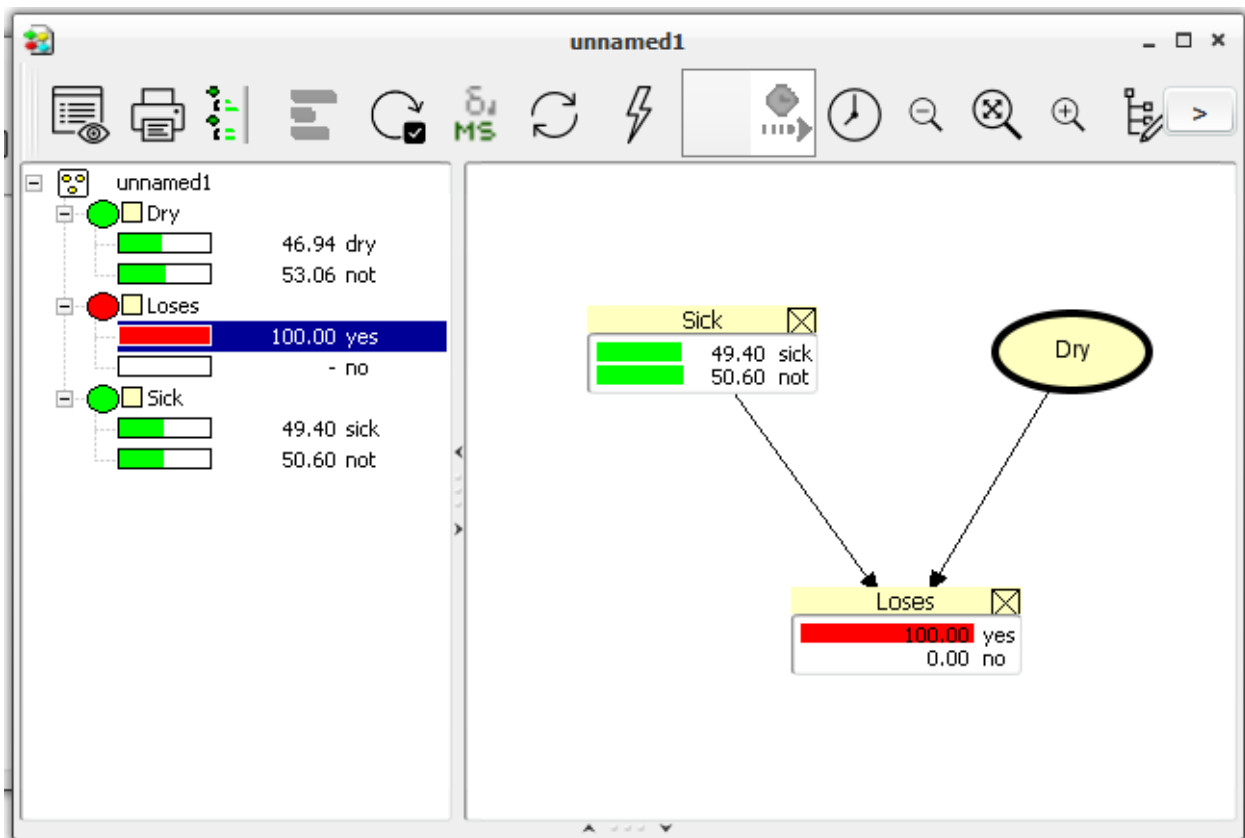 unnamed1
δ
MS
>
unnamed1
Dry
46.94 dry
53.06 not
Loses
100.00 yes
- no
Sick
49.40 sick
50.60 not
Sick
49.40 sick
50.60 not
Dry
Loses
100.00 yes
0.00 no